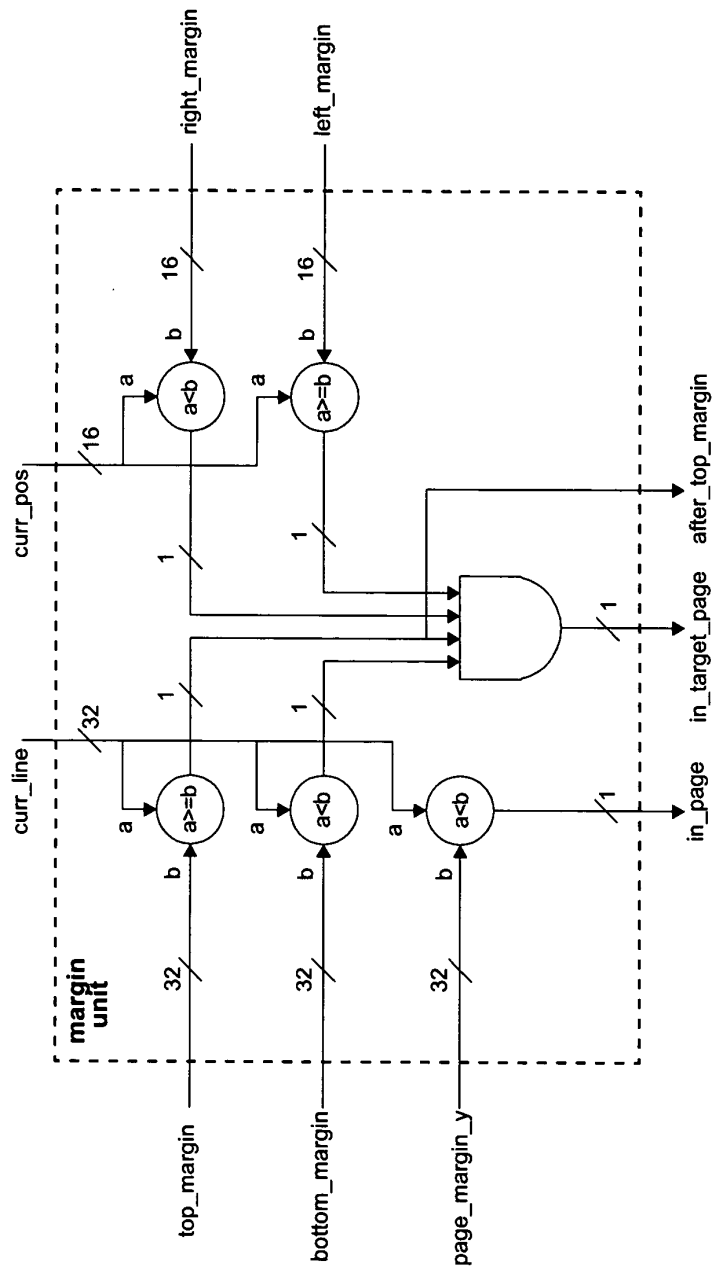 curr_line
curr_pos
margin
unit
32
16
top_margin
32
b
a
a>=b
1
1
a
a<b
b
16
right_margin
bottom_margin
32
b
a
a<b
1
1
a
a>=b
b
16
left_margin
page_margin_y
32
b
a
a<b
1
1
in_page
in_target_page
after_top_margin